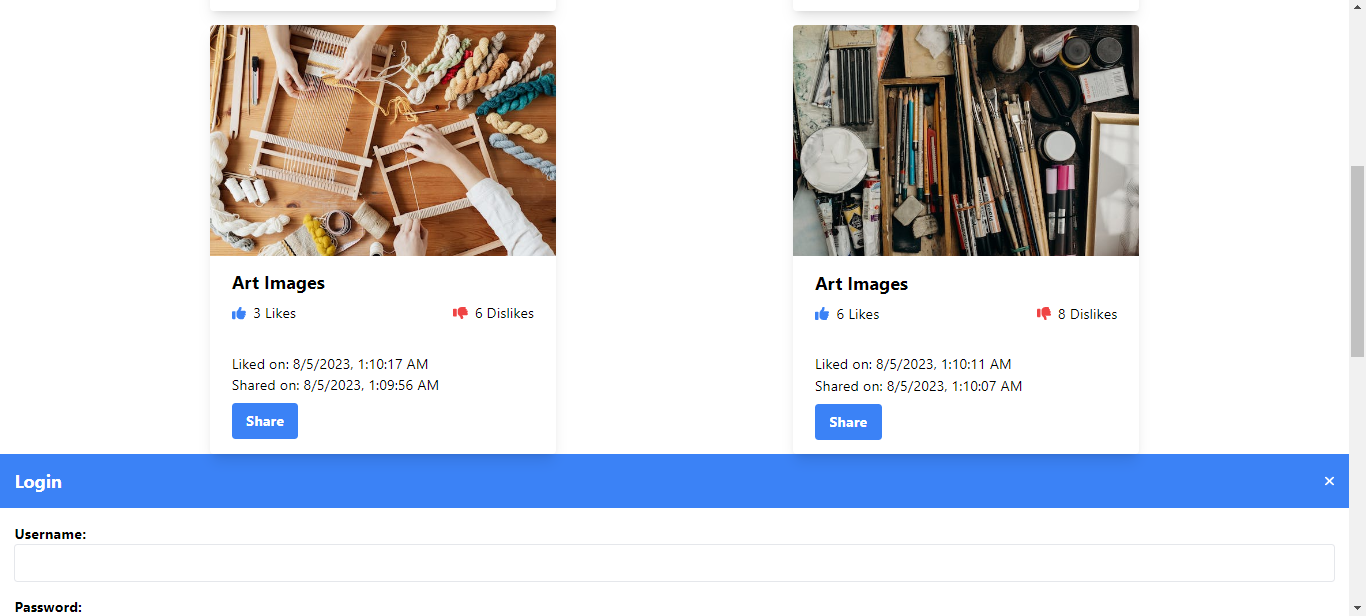 Art Images
3 Likes
6 Dislikes
Liked on: 8/5/2023, 1:10:17 AM
Shared on: 8/5/2023, 1:09:56 AM
Share
Art Images
6 Likes
8 Dislikes
Liked on: 8/5/2023, 1:10:11 AM
Shared on: 8/5/2023, 1:10:07 AM
Share
Login
×
Username:
Password: